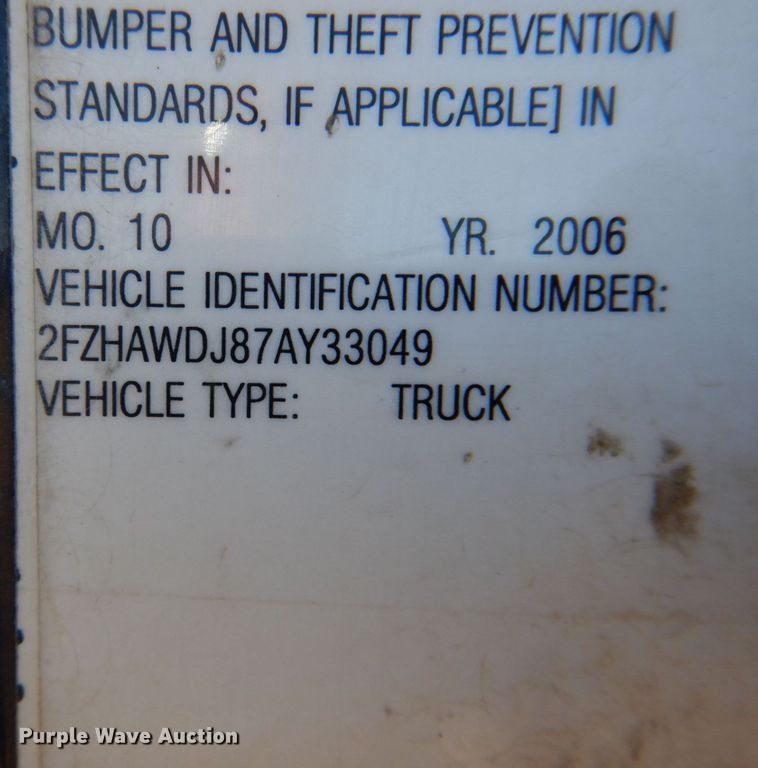 BUMPER AND THEFT PREVENTION
STANDARDS, IF APPLICABLE] IN
EFFECT IN:
MO. 10 YR. 2006
VEHICLE IDENTIFICATION NUMBER:
2FZHAWDJ87AY33049
VEHICLE TYPE: TRUCK
Purple Wave Auction